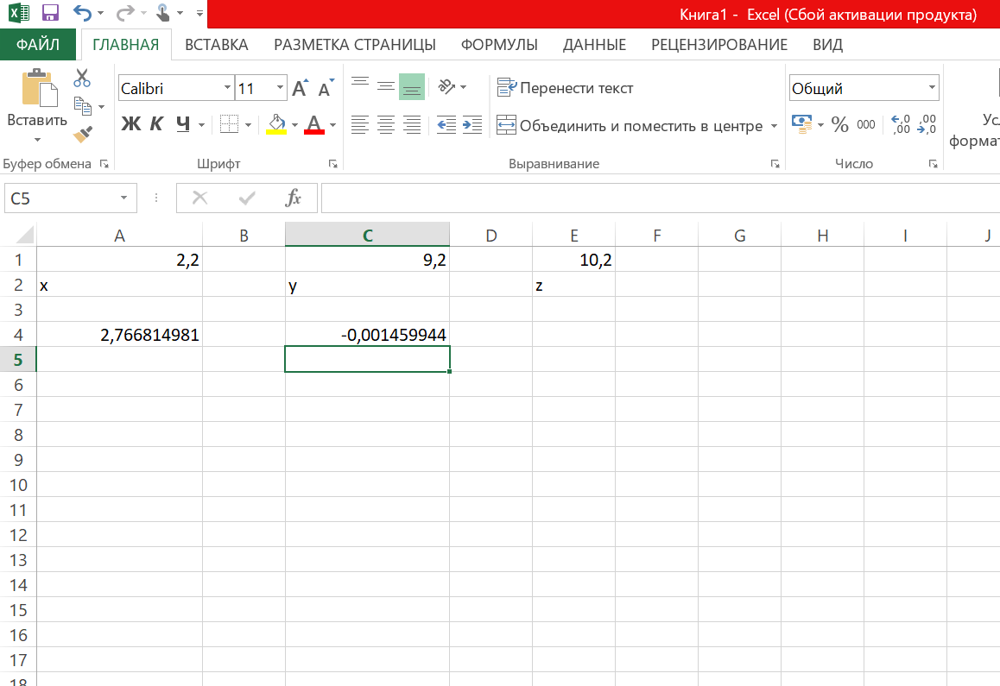 Книга1 - Excel (Сбой активации продукта)
ФАЙЛ ГЛАВНАЯ ВСТАВКА РАЗМЕТКА СТРАНИЦЫ ФОРМУЛЫ ДАННЫЕ РЕЦЕНЗИРОВАНИЕ ВИД
Calibri 11 Перенести текст Общий
Вставить Ж К Ч Объединить и поместить в центре % 000 Ус
формат
Буфер обмена Шрифт Выравнивание Число
C5 fx
A B C D E F G H I J
1 2,2 9,2 10,2
2 x y z
3
4 2,766814981 -0,001459944
5
6
7
8
9
10
11
12
13
14
15
16
17
18